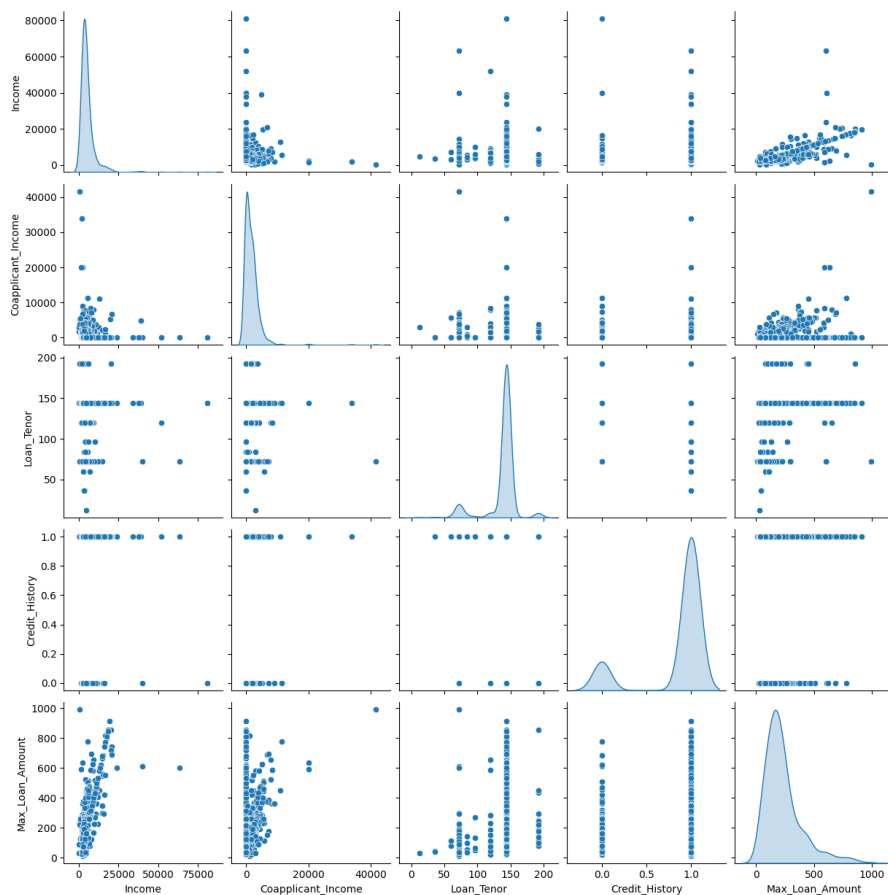 80000
60000
40000
20000
0
Income
40000
30000
20000
10000
0
Coapplicant_Income
200
150
100
50
Loan_Tenor
1.0
0.8
0.6
0.4
0.2
0.0
Credit_History
1000
800
600
400
200
0
Max_Loan_Amount
0 25000 50000 75000
Income
0 20000 40000
Coapplicant_Income
0 50 100 150 200
Loan_Tenor
0.0 0.5 1.0
Credit_History
0 500 1000
Max_Loan_Amount